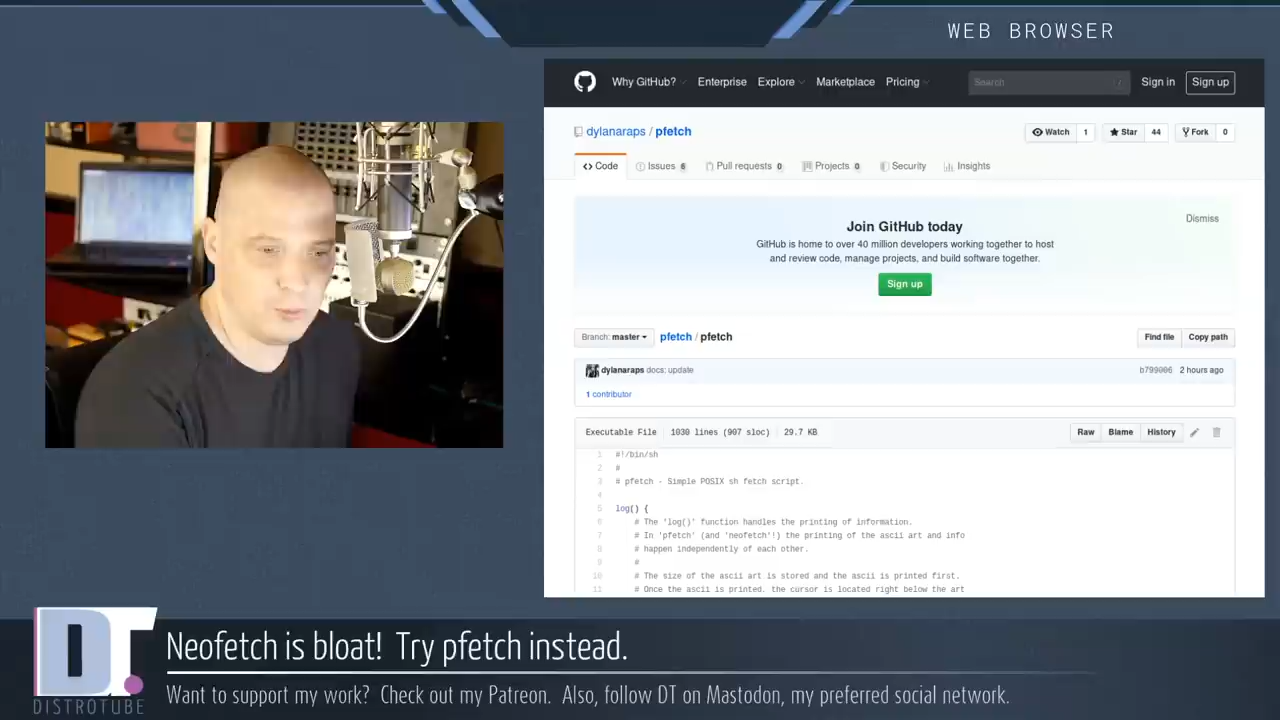 WEB BROWSER
Why GitHub? Enterprise Explore Marketplace Pricing Search / Sign in Sign up
dylanaraps / pfetch Watch 1 Star 44 Fork 0
Code Issues 6 Pull requests 0 Projects 0 Security Insights
Join GitHub today
Dismiss
GitHub is home to over 40 million developers working together to host
and review code, manage projects, and build software together.
Sign up
Branch: master pfetch / pfetch Find file Copy path
dylanaraps docs: update b799006 2 hours ago
1 contributor
Executable File 1030 lines (907 sloc) 29.7 KB Raw Blame History
1 #!/bin/sh
2 #
3 # pfetch - Simple POSIX sh fetch script.
4
5 log() {
6 # The 'log()' function handles the printing of information.
7 # In 'pfetch' (and 'neofetch'!) the printing of the ascii art and info
8 # happen independently of each other.
9 #
10 # The size of the ascii art is stored and the ascii is printed first.
11 # Once the ascii is printed, the cursor is located right below the art
DT
DISTROTUBE
Neofetch is bloat! Try pfetch instead.
Want to support my work? Check out my Patreon. Also, follow DT on Mastodon, my preferred social network.